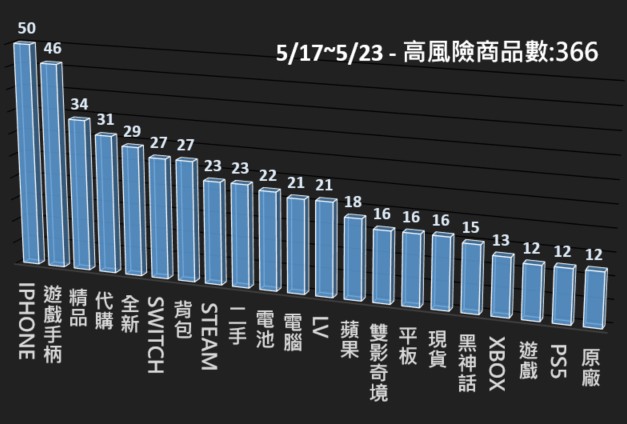 5/17~5/23 - 高風險商品數:366
50
46
34
31
29
27
27
23
23
22
21
21
18
16
16
16
15
13
12
12
12
IPHONE
遊戲手柄
精品
代購
全新
SWITCH
背包
STEAM
二手
電池
電腦
LV
蘋果
雙影奇境
平板
現貨
黑神話
XBOX
遊戲
PS5
原廠